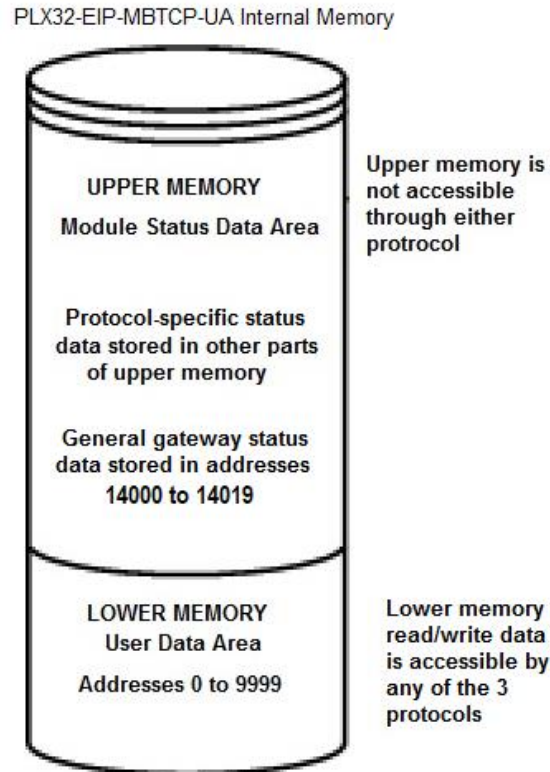 PLX32-EIP-MBTCP-UA Internal Memory
UPPER MEMORY
Module Status Data Area
Upper memory is
not accessible
through either
protrocol
Protocol-specific status
data stored in other parts
of upper memory
General gateway status
data stored in addresses
14000 to 14019
LOWER MEMORY
User Data Area
Addresses 0 to 9999
Lower memory
read/write data
is accessible by
any of the 3
protocols